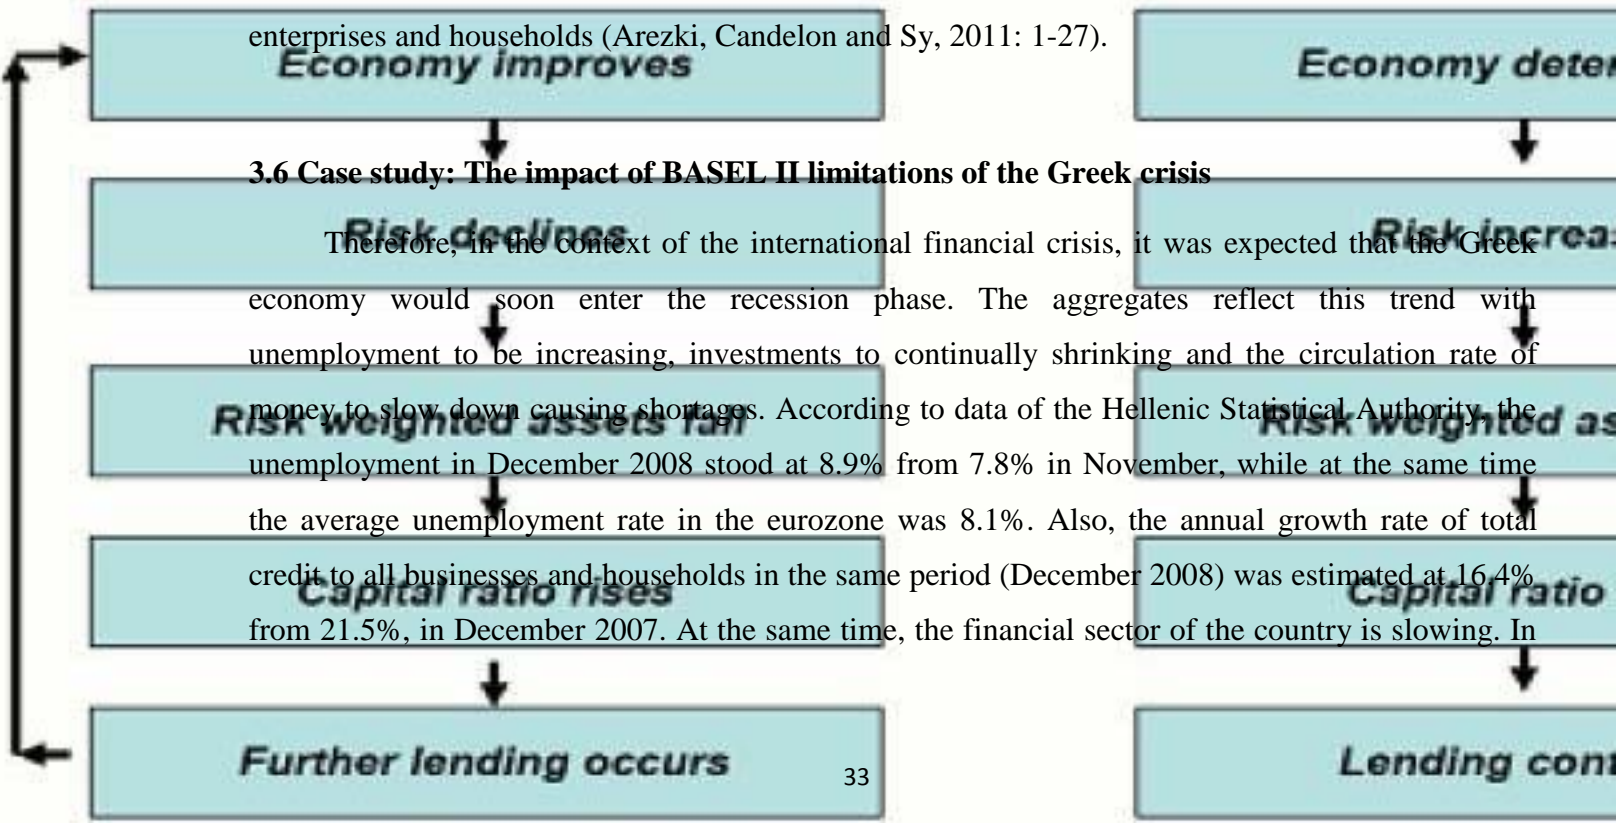 enterprises and households (Arezki, Candelon and Sy, 2011: 1-27).
3.6 Case study: The impact of BASEL II limitations of the Greek crisis
Therefore, in the context of the international financial crisis, it was expected that the Greek
economy would soon enter the recession phase. The aggregates reflect this trend with
unemployment to be increasing, investments to continually shrinking and the circulation rate of
money to slow down causing shortages. According to data of the Hellenic Statistical Authority, the
unemployment in December 2008 stood at 8.9% from 7.8% in November, while at the same time
the average unemployment rate in the eurozone was 8.1%. Also, the annual growth rate of total
credit to all businesses and households in the same period (December 2008) was estimated at 16.4%
from 21.5%, in December 2007. At the same time, the financial sector of the country is slowing. In
33
Economy improves
Risk declines
Risk weighted assets fall
Capital ratio rises
Further lending occurs
Economy deter
Risk increas
Risk weighted as
Capital ratio
Lending cont